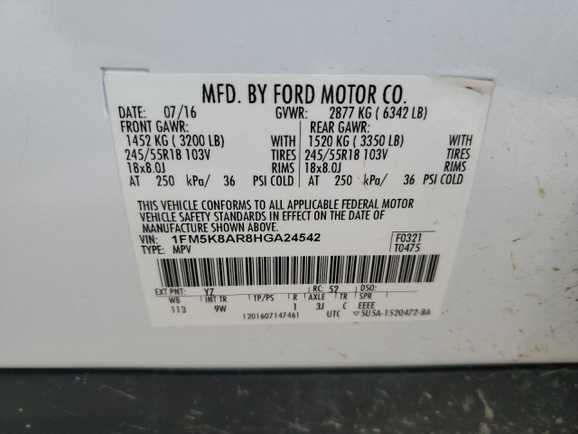 MFD. BY FORD MOTOR CO.
DATE: 07/16 GVWR: 2877 KG ( 6342 LB)
FRONT GAWR: REAR GAWR:
1452 KG ( 3200 LB) WITH 1520 KG ( 3350 LB) WITH
245/55R18 103V TIRES 245/55R18 103V TIRES
18x8.0J RIMS 18x8.0J RIMS
AT 250 kPa/ 36 PSI COLD AT 250 kPa/ 36 PSI COLD
THIS VEHICLE CONFORMS TO ALL APPLICABLE FEDERAL MOTOR
VEHICLE SAFETY STANDARDS IN EFFECT ON THE DATE OF
MANUFACTURE SHOWN ABOVE.
VIN: 1FM5K8AR8HGA24542 F0321
TYPE: MPV T0475
EXT PNT: YZ RC: 52 DSO:
WB INT TR TP/PS R AXLE TR SPR
113 9W 1 3J C EEEE
1201607147461 UTC 5U5A-1520472-BA